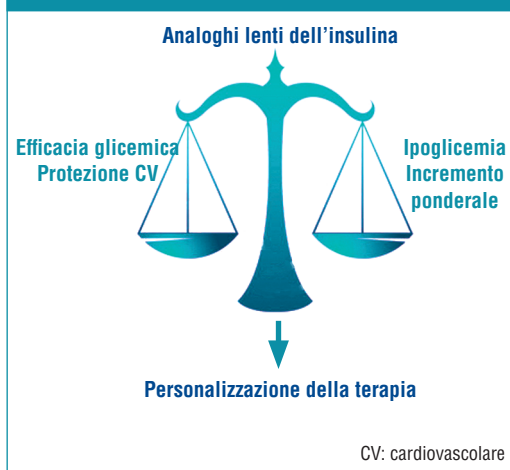 Analoghi lenti dell'insulina
Efficacia glicemica
Protezione CV
Ipoglicemia
Incremento
ponderale
Personalizzazione della terapia
CV: cardiovascolare